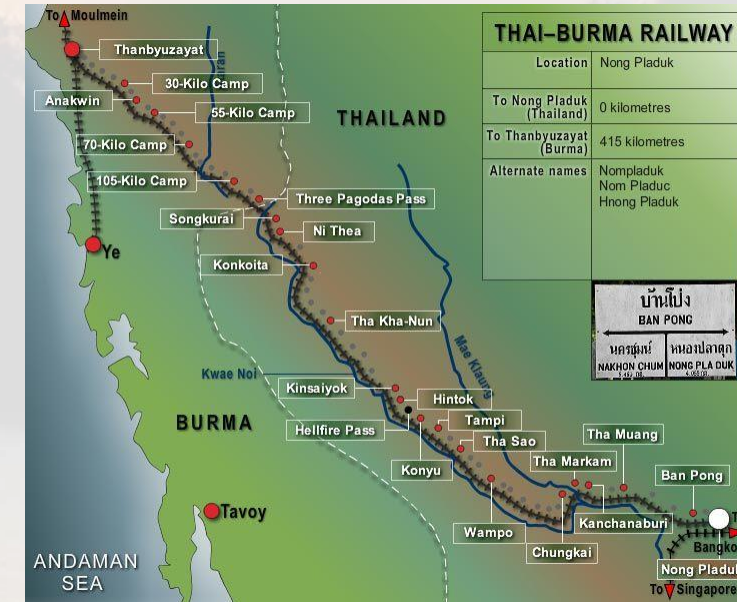 To Moulmein
Thanbyuzayat
30-Kilo Camp
Anakwin
55-Kilo Camp
70-Kilo Camp
105-Kilo Camp
Three Pagodas Pass
Songkurai
Ni Thea
Konkoita
Ye
THAILAND
Tha Kha-Nun
Mae Klaung
Kwae Noi
Kinsaiyok
Hintok
Hellfire Pass
Tampi
Tha Sao
Konyu
BURMA
Tha Muang
Tha Markam
Ban Pong
Wampo
Kanchanaburi
Chungkai
Tavoy
Nong Pladuk
To Singapore
ANDAMAN
SEA
THAI–BURMA RAILWAY
Location Nong Pladuk
To Nong Pladuk
(Thailand) 0 kilometres
To Thanbyuzayat
(Burma) 415 kilometres
Alternate names Nompladuk
Nom Pladuc
Hnong Pladuk
บ้านโป่ง
BAN PONG
นครชุมน์ หนองปลาดุก
NAKHON CHUM NONG PLA DUK